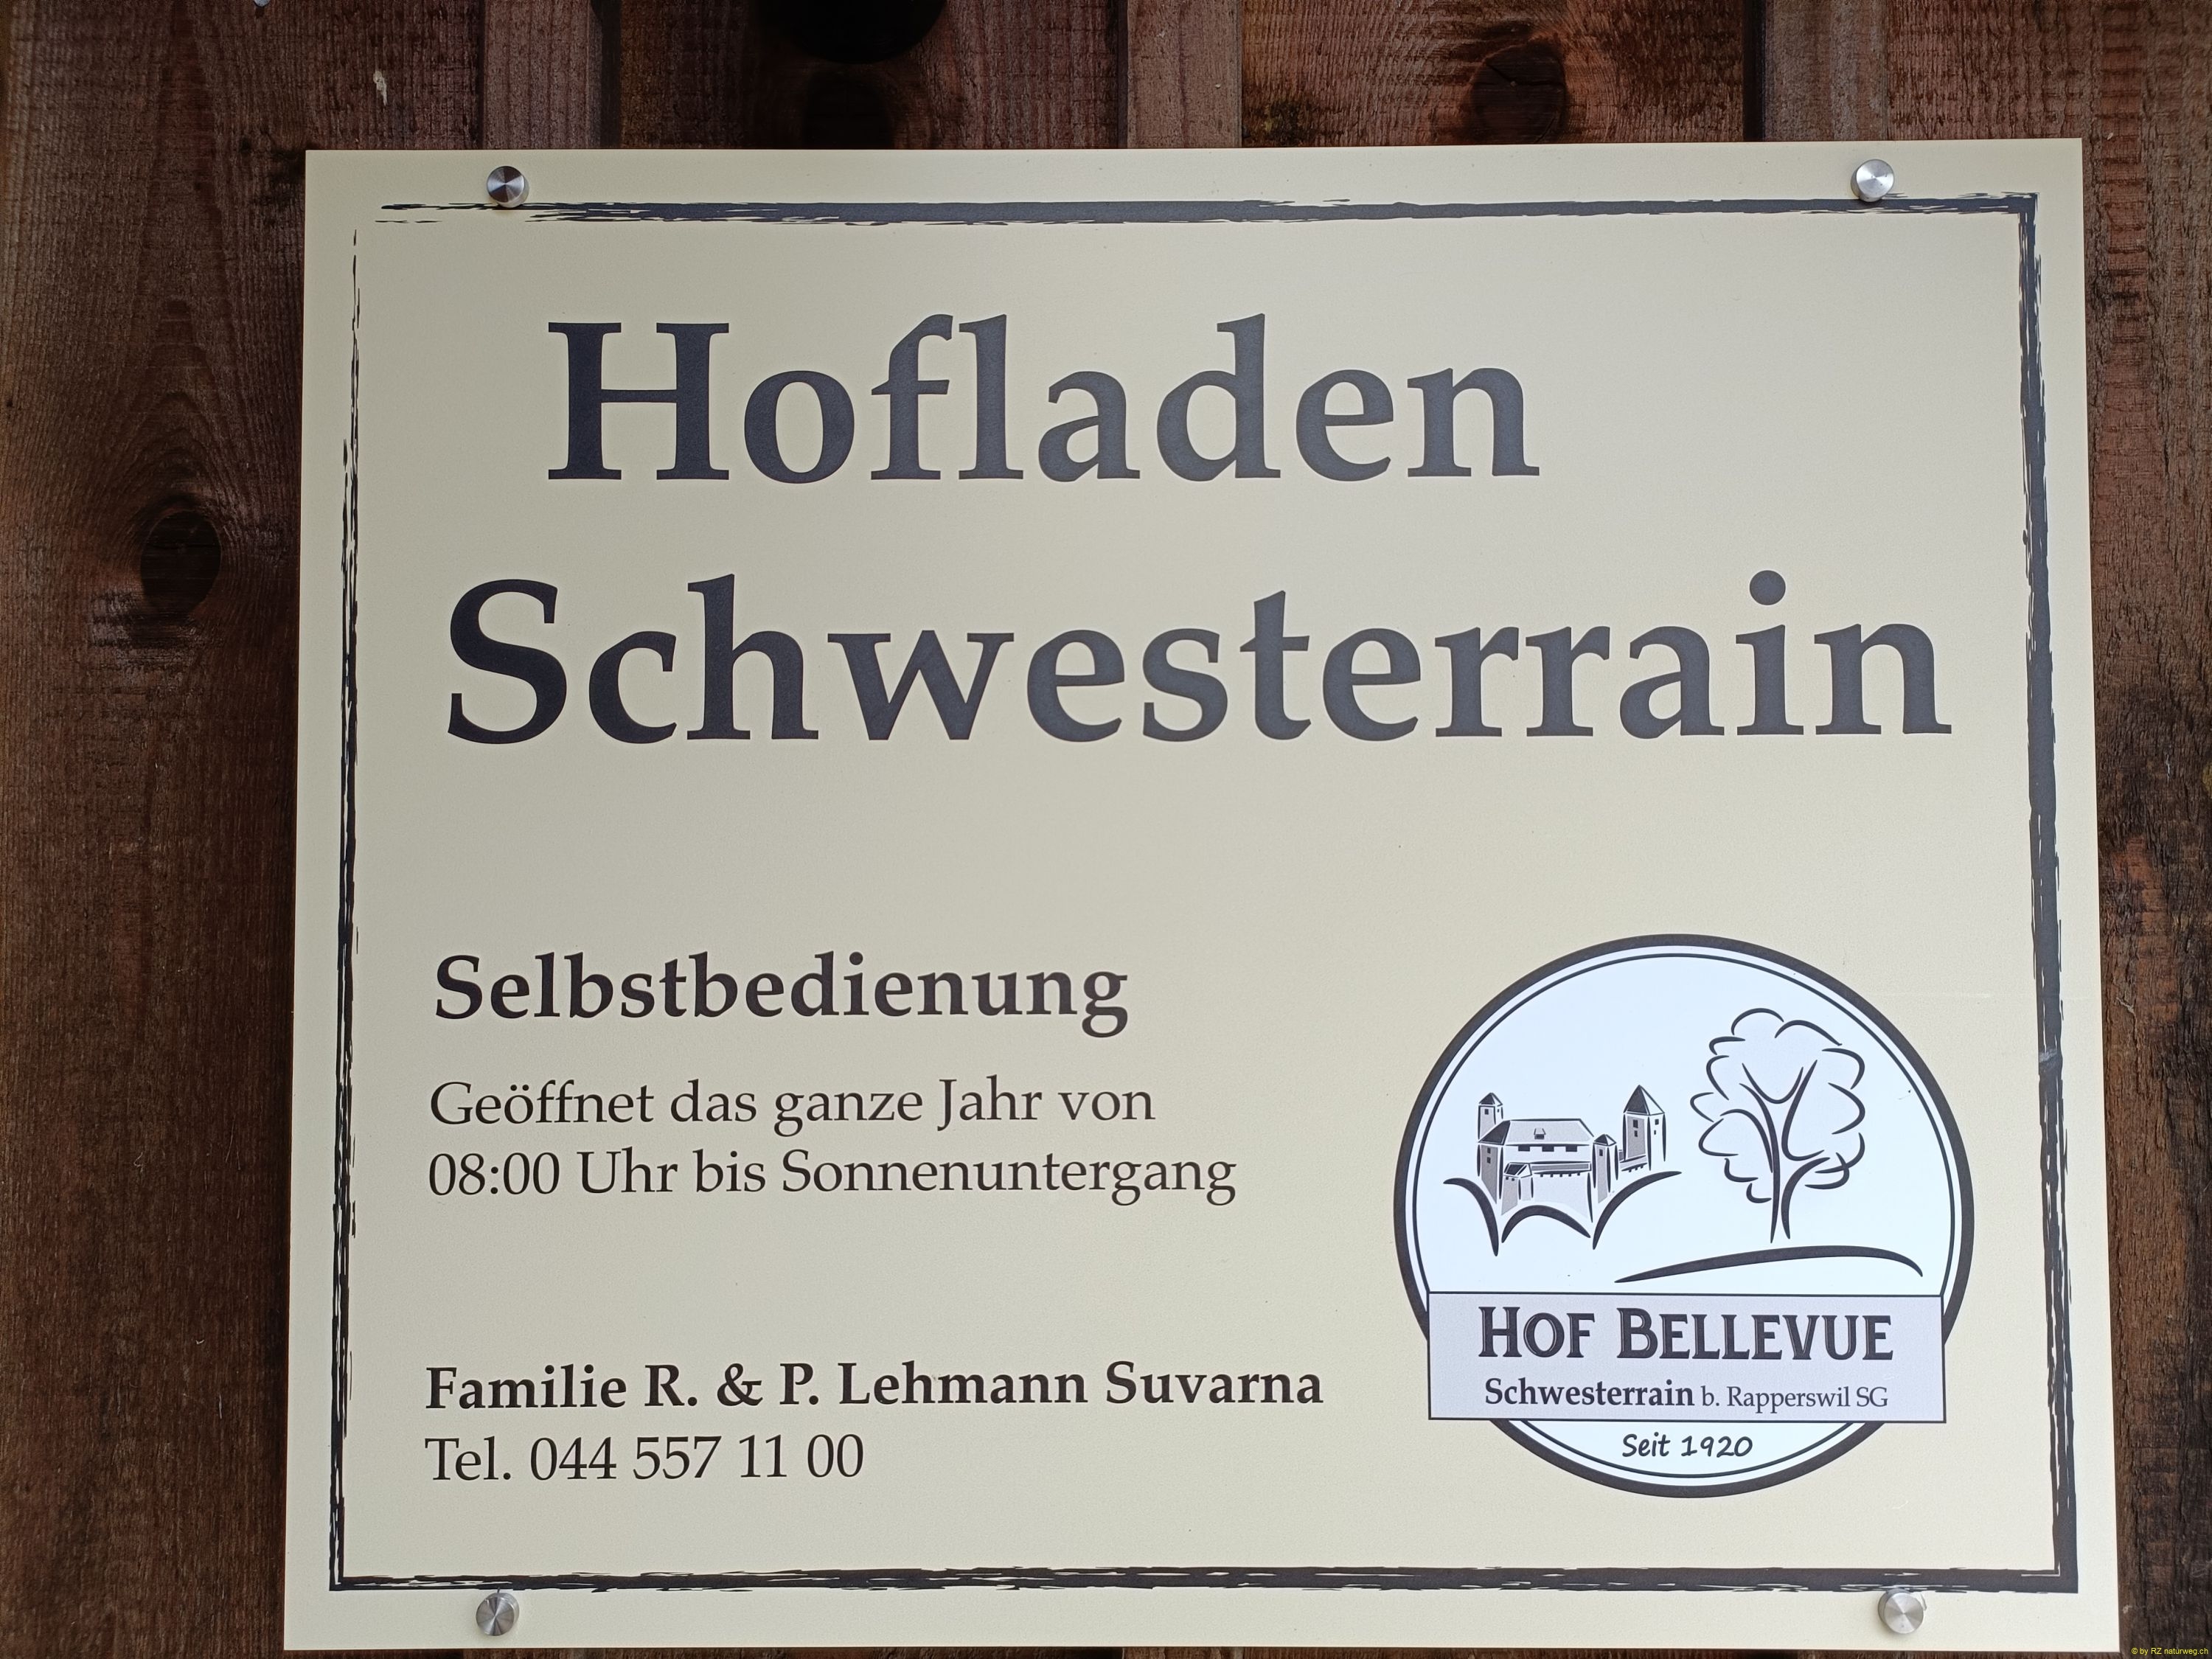 Hofladen
Schwesterrain
Selbstbedienung
Geöffnet das ganze Jahr von
08:00 Uhr bis Sonnenuntergang
Familie R. & P. Lehmann Suvarna
Tel. 044 557 11 00
HOF BELLEVUE
Schwesterrain b. Rapperswil SG
Seit 1920
© by RZ naturweg.ch